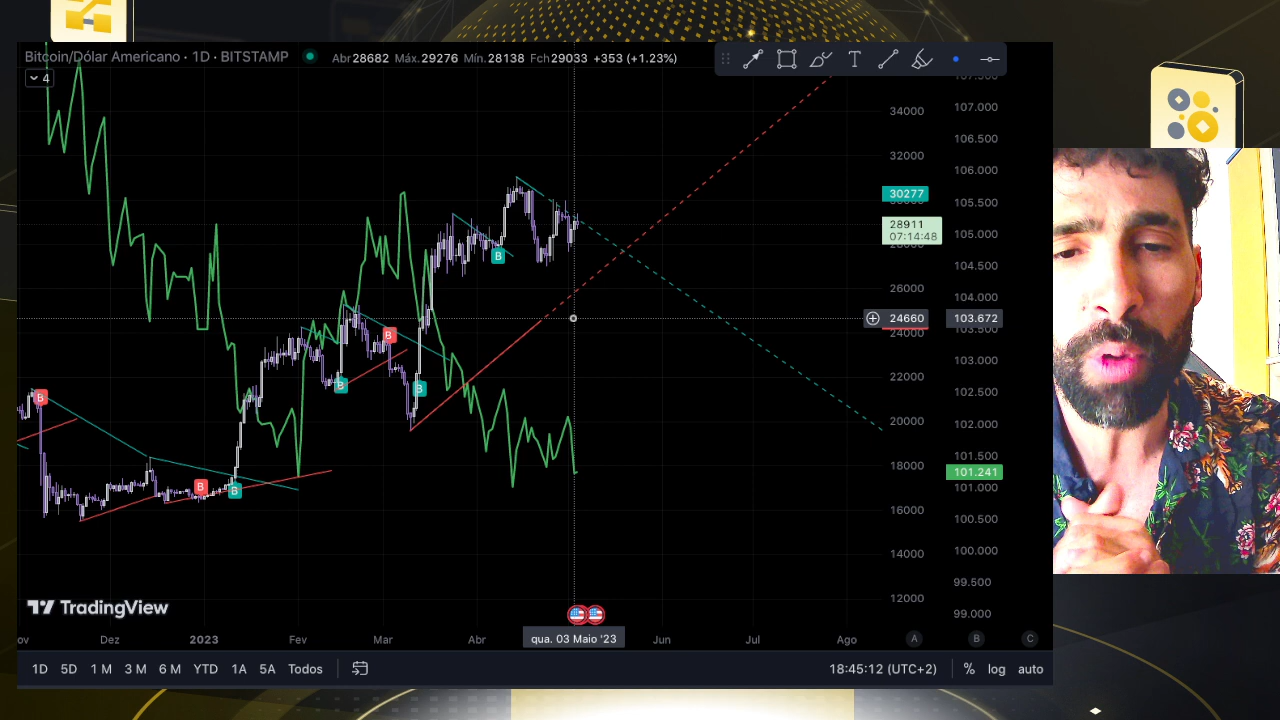 Bitcoin/Dólar Americano · 1D · BITSTAMP
Abr28682 Máx.29276 Mín.28138 Fch29033 +353 (+1.23%)
4
T
34000
32000
30277
28911
07:14:48
26000
24660
24000
22000
20000
18000
16000
14000
12000
107.000
106.500
106.000
105.500
105.000
104.500
104.000
103.672
103.000
102.500
102.000
101.500
101.241
101.000
100.500
100.000
99.500
99.000
B
B
B
B
B
B
B
TradingView
ov Dez 2023 Fev Mar Abr qua. 03 Maio '23 Jun Jul Ago A B C
1D 5D 1 M 3 M 6 M YTD 1A 5A Todos 18:45:12 (UTC+2) % log auto